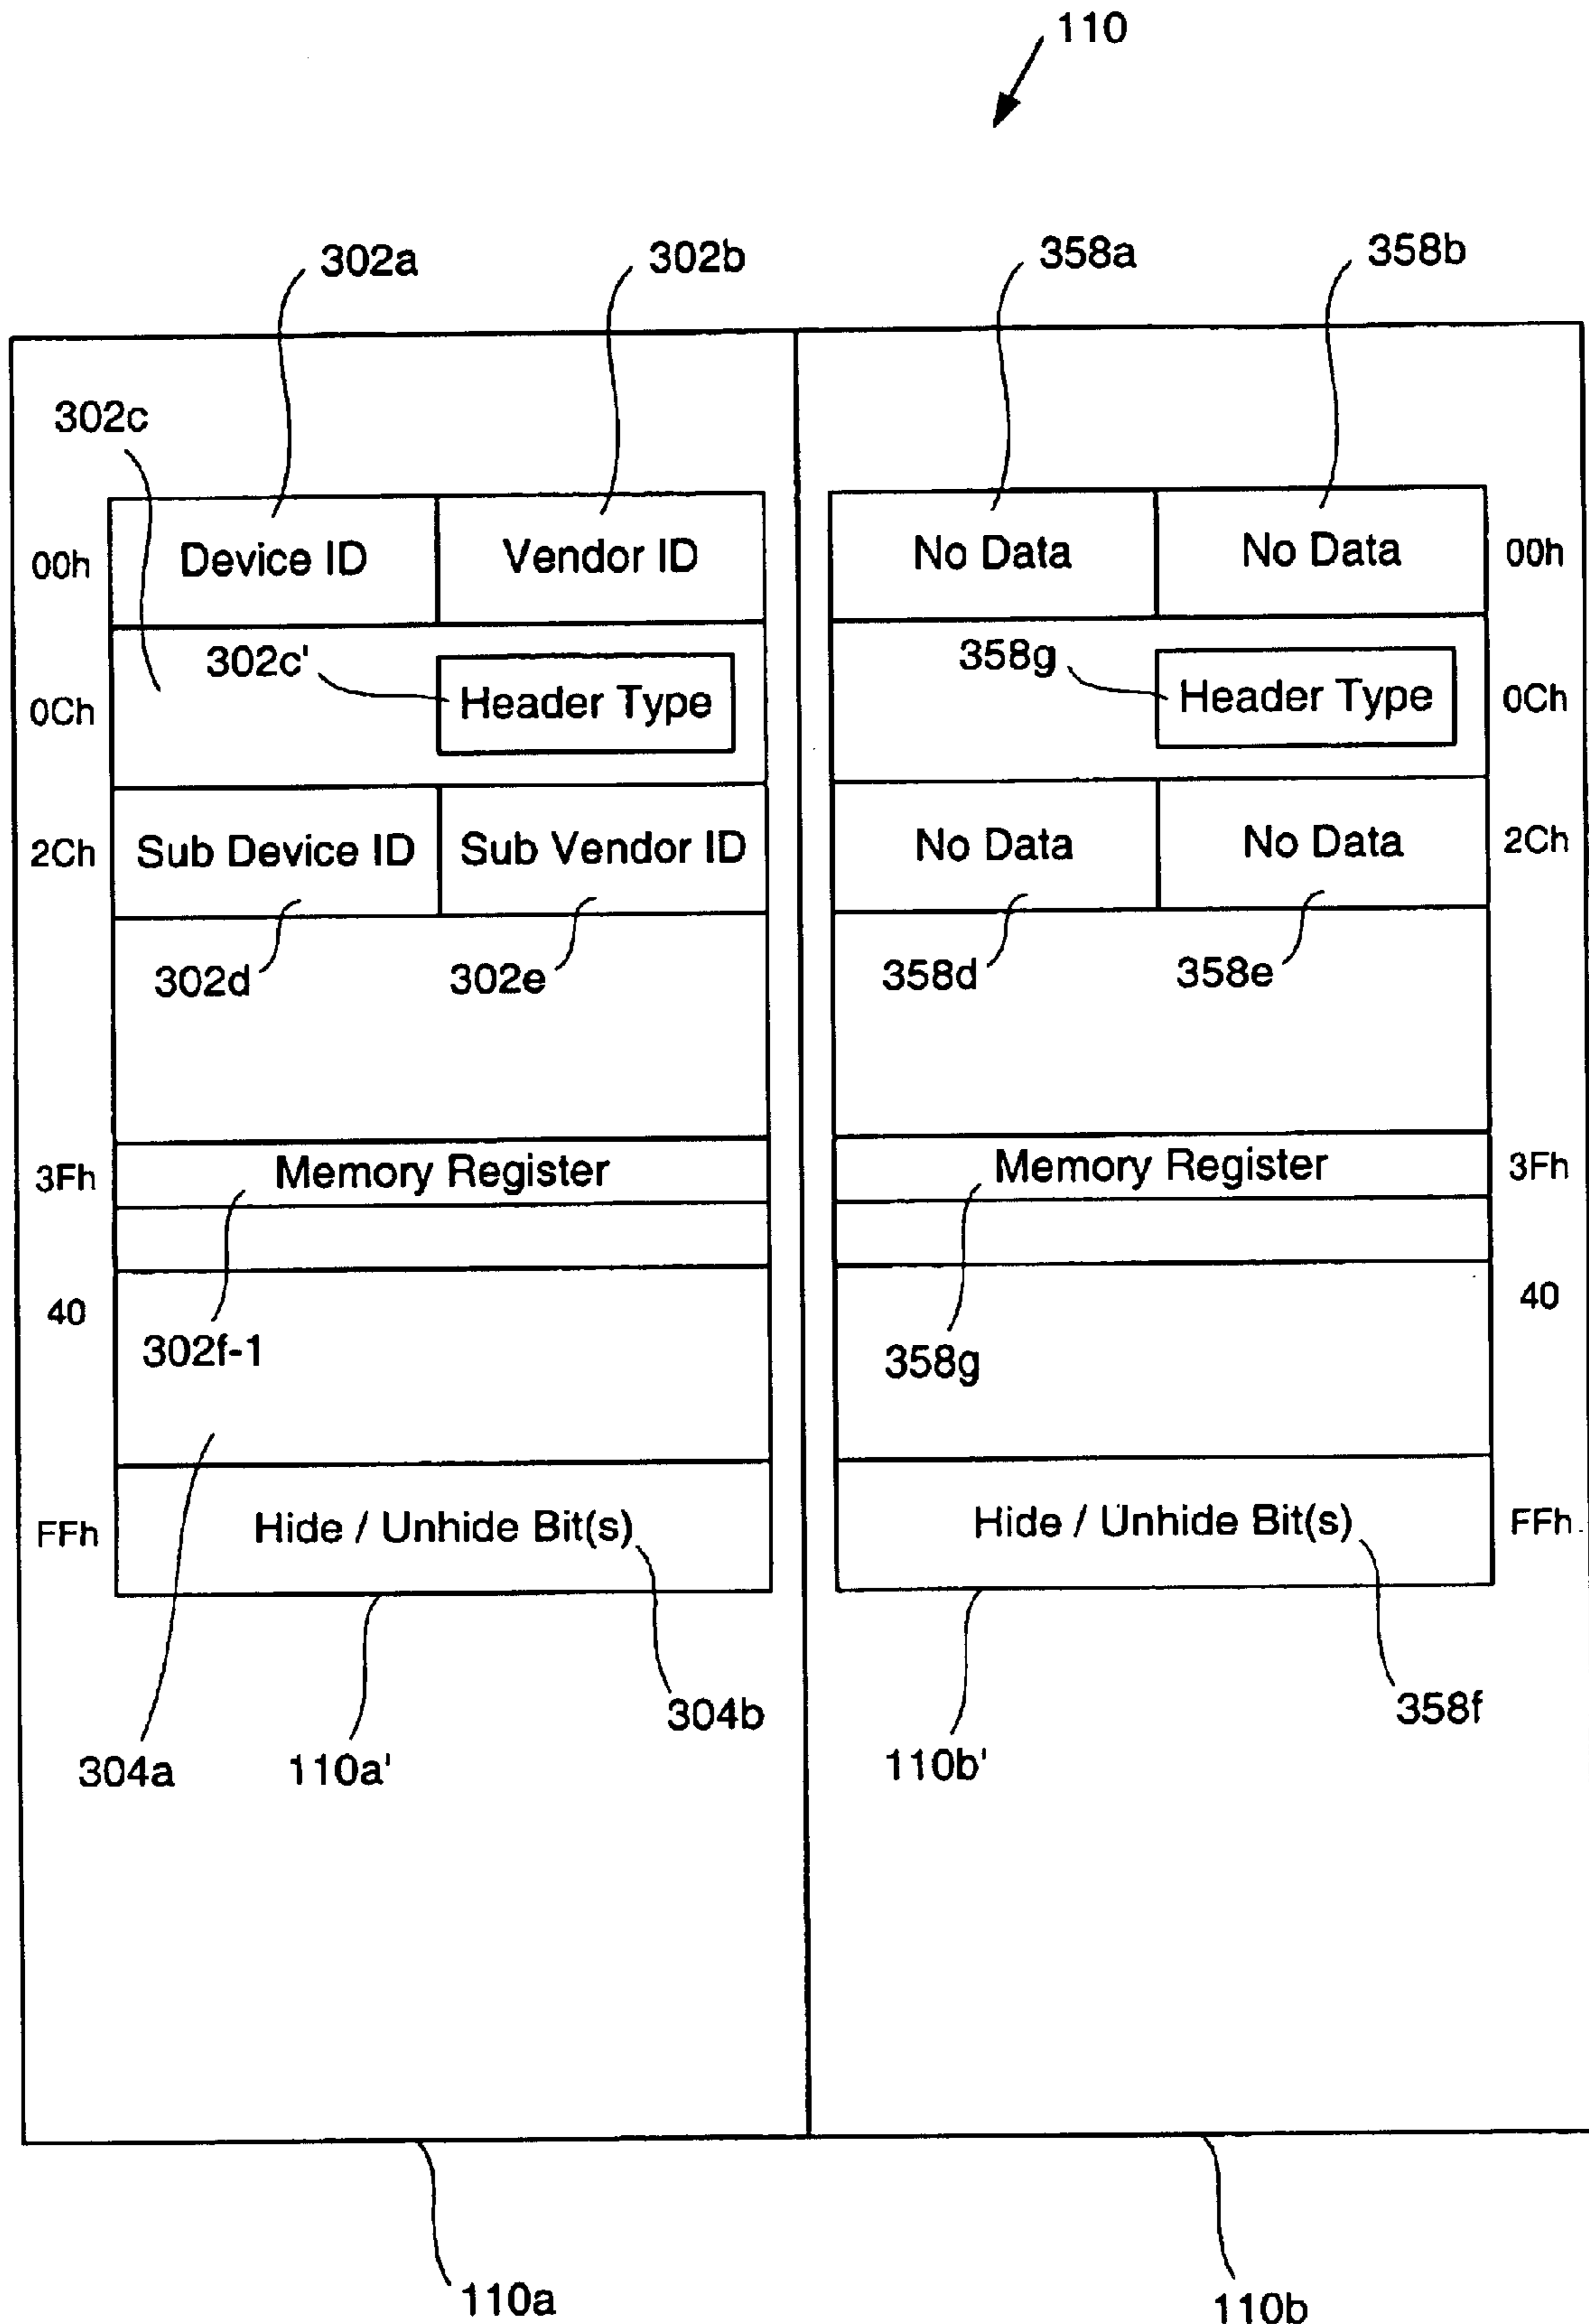 110
302a 302b 358a 358b
302c
00h Device ID Vendor ID No Data No Data 00h
302c' 358g
0Ch Header Type Header Type 0Ch
2Ch Sub Device ID Sub Vendor ID No Data No Data 2Ch
302d 302e 358d 358e
3Fh Memory Register Memory Register 3Fh
40 40
302f-1 358g
FFh Hide / Unhide Bit(s) Hide / Unhide Bit(s) FFh
304b 358f
304a 110a' 110b'
110a 110b